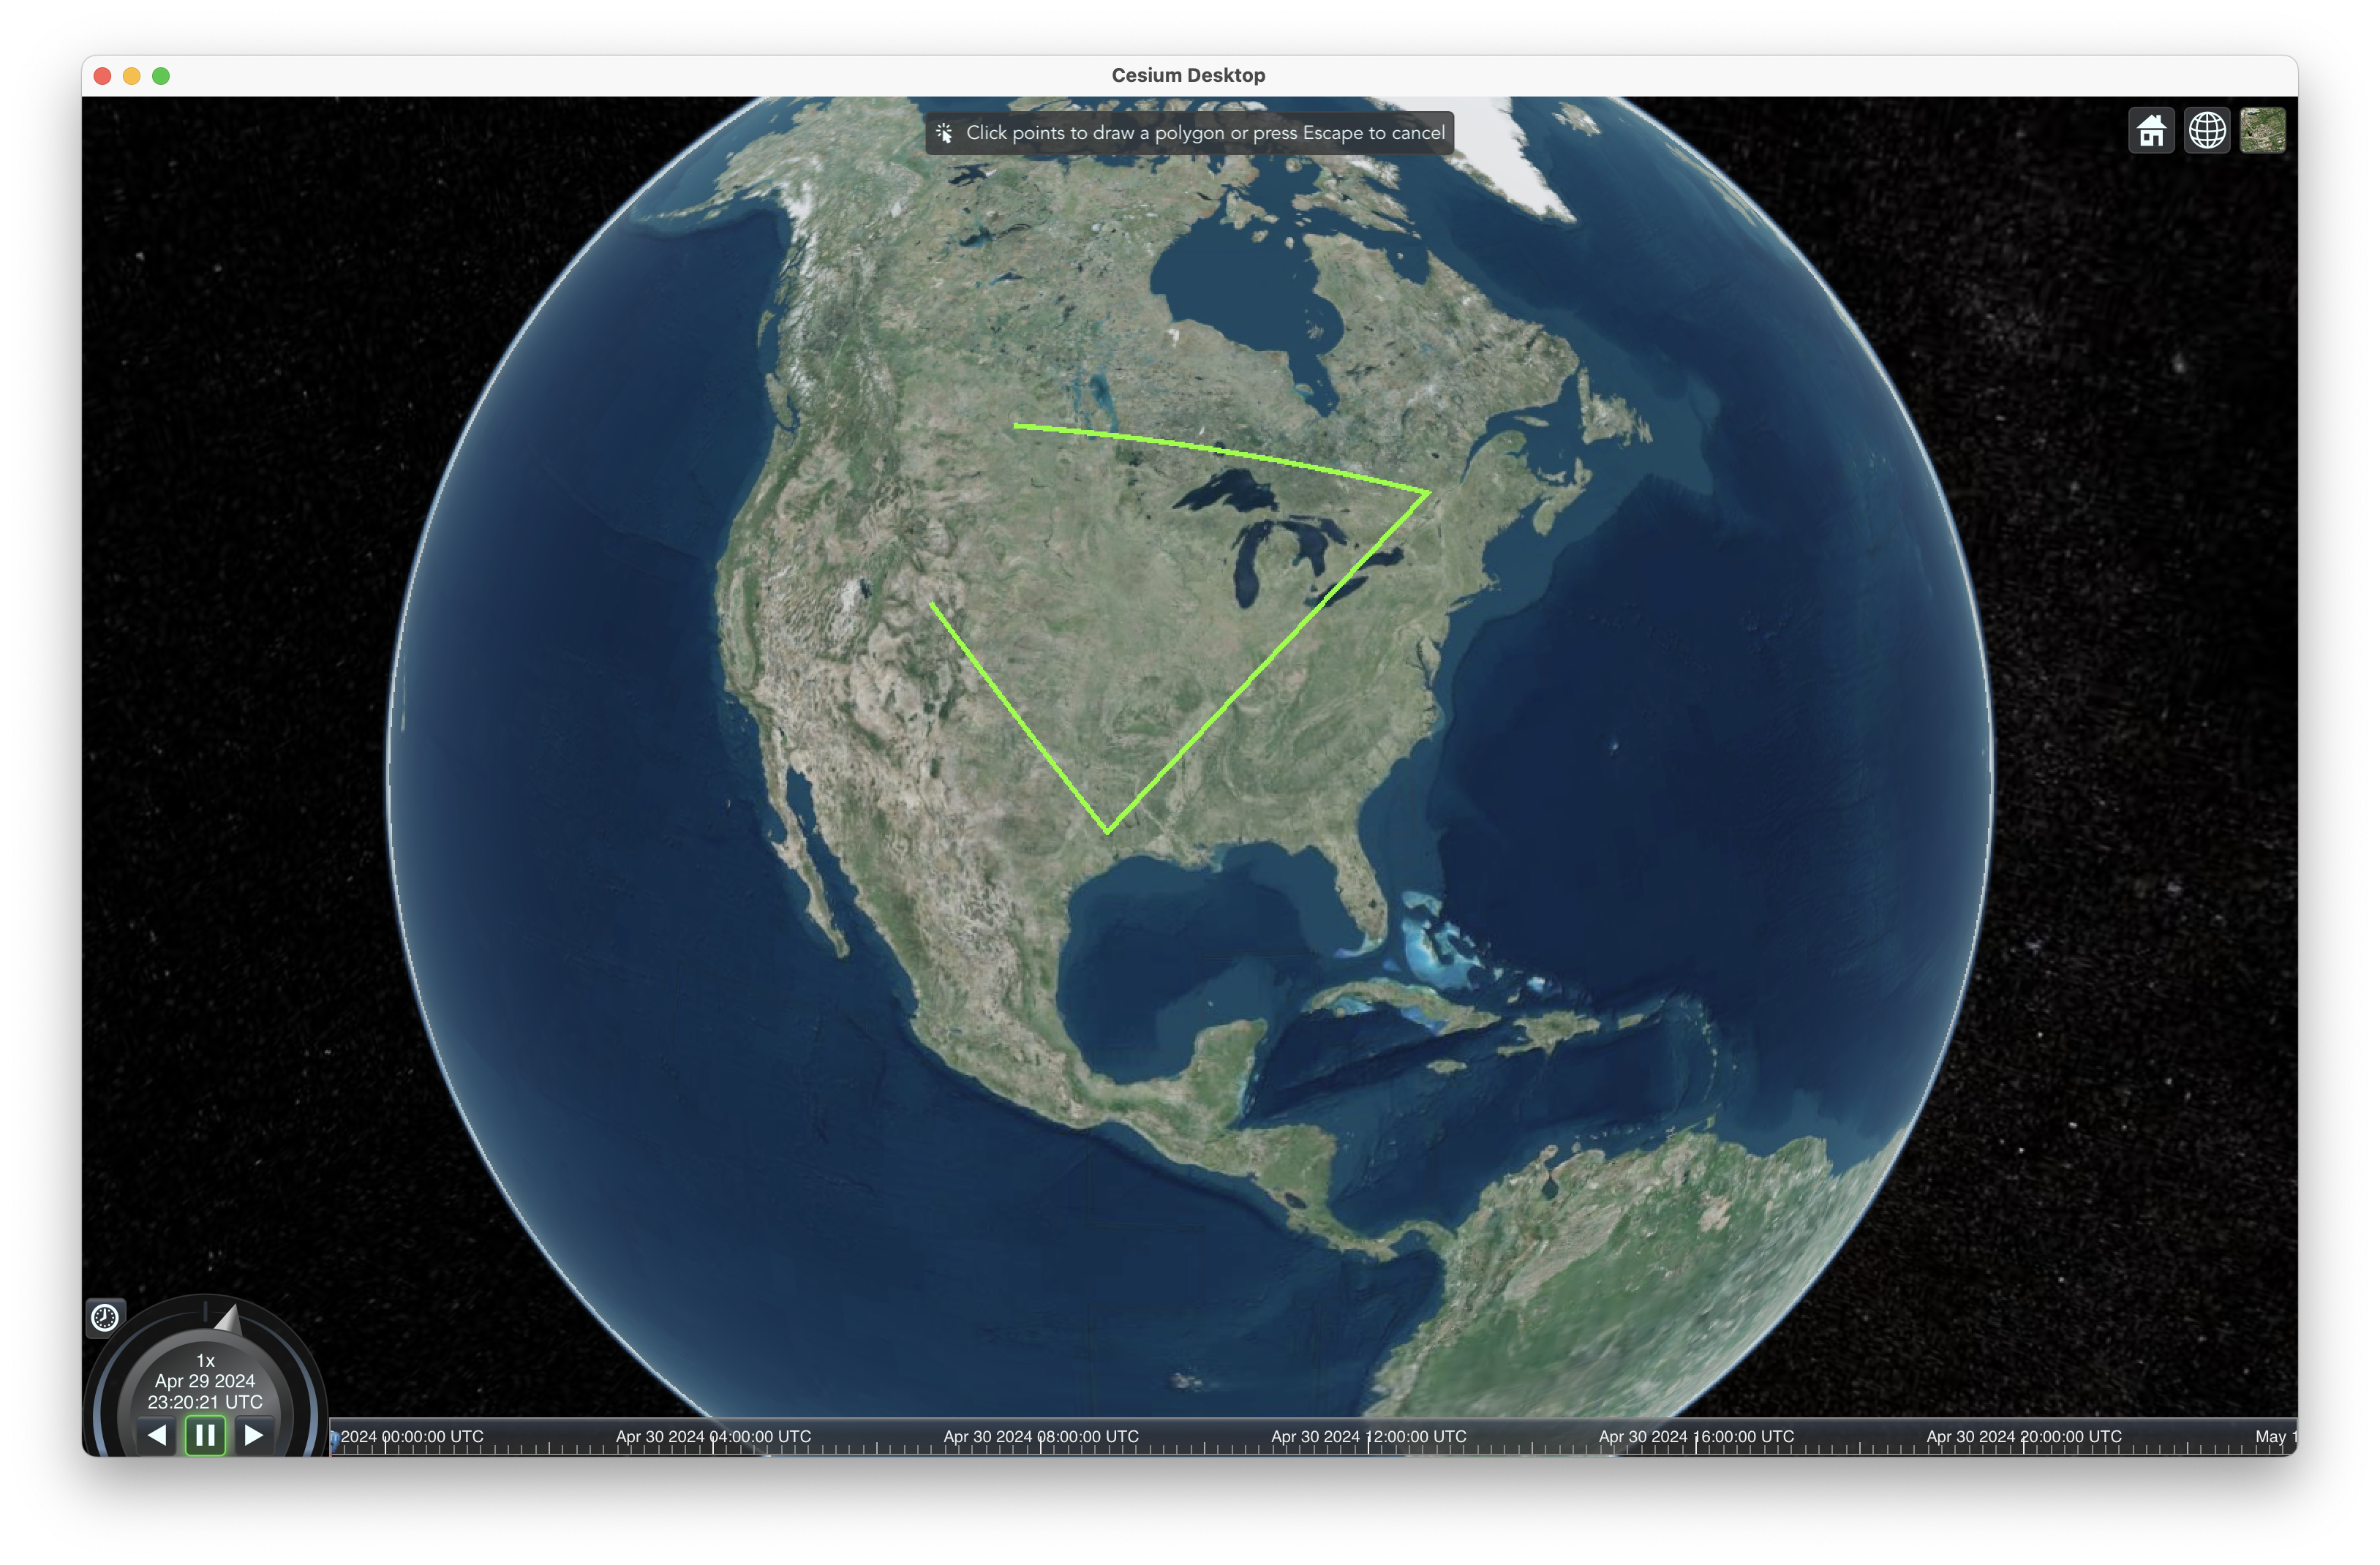 Cesium Desktop
Click points to draw a polygon or press Escape to cancel
1x
Apr 29 2024
23:20:21 UTC
2024 00:00:00 UTC
Apr 30 2024 04:00:00 UTC
Apr 30 2024 08:00:00 UTC
Apr 30 2024 12:00:00 UTC
Apr 30 2024 16:00:00 UTC
Apr 30 2024 20:00:00 UTC
May 1